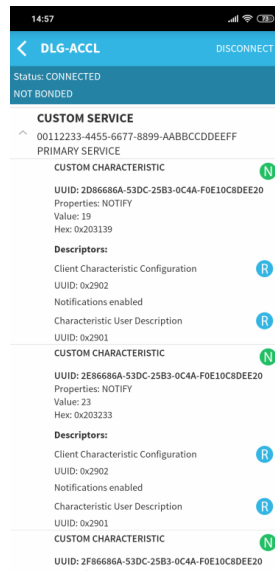 14:57
73
DLG-ACCL
DISCONNECT
Status: CONNECTED
NOT BONDED
CUSTOM SERVICE
00112233-4455-6677-8899-AABBCCDDEEFF
PRIMARY SERVICE
CUSTOM CHARACTERISTIC
N
UUID: 2D86686A-53DC-25B3-0C4A-F0E10C8DEE20
Properties: NOTIFY
Value: 19
Hex: 0x203139
Descriptors:
Client Characteristic Configuration
R
UUID: 0x2902
Notifications enabled
Characteristic User Description
R
UUID: 0x2901
CUSTOM CHARACTERISTIC
N
UUID: 2E86686A-53DC-25B3-0C4A-F0E10C8DEE20
Properties: NOTIFY
Value: 23
Hex: 0x203233
Descriptors:
Client Characteristic Configuration
R
UUID: 0x2902
Notifications enabled
Characteristic User Description
R
UUID: 0x2901
CUSTOM CHARACTERISTIC
N
UUID: 2F86686A-53DC-25B3-0C4A-F0E10C8DEE20